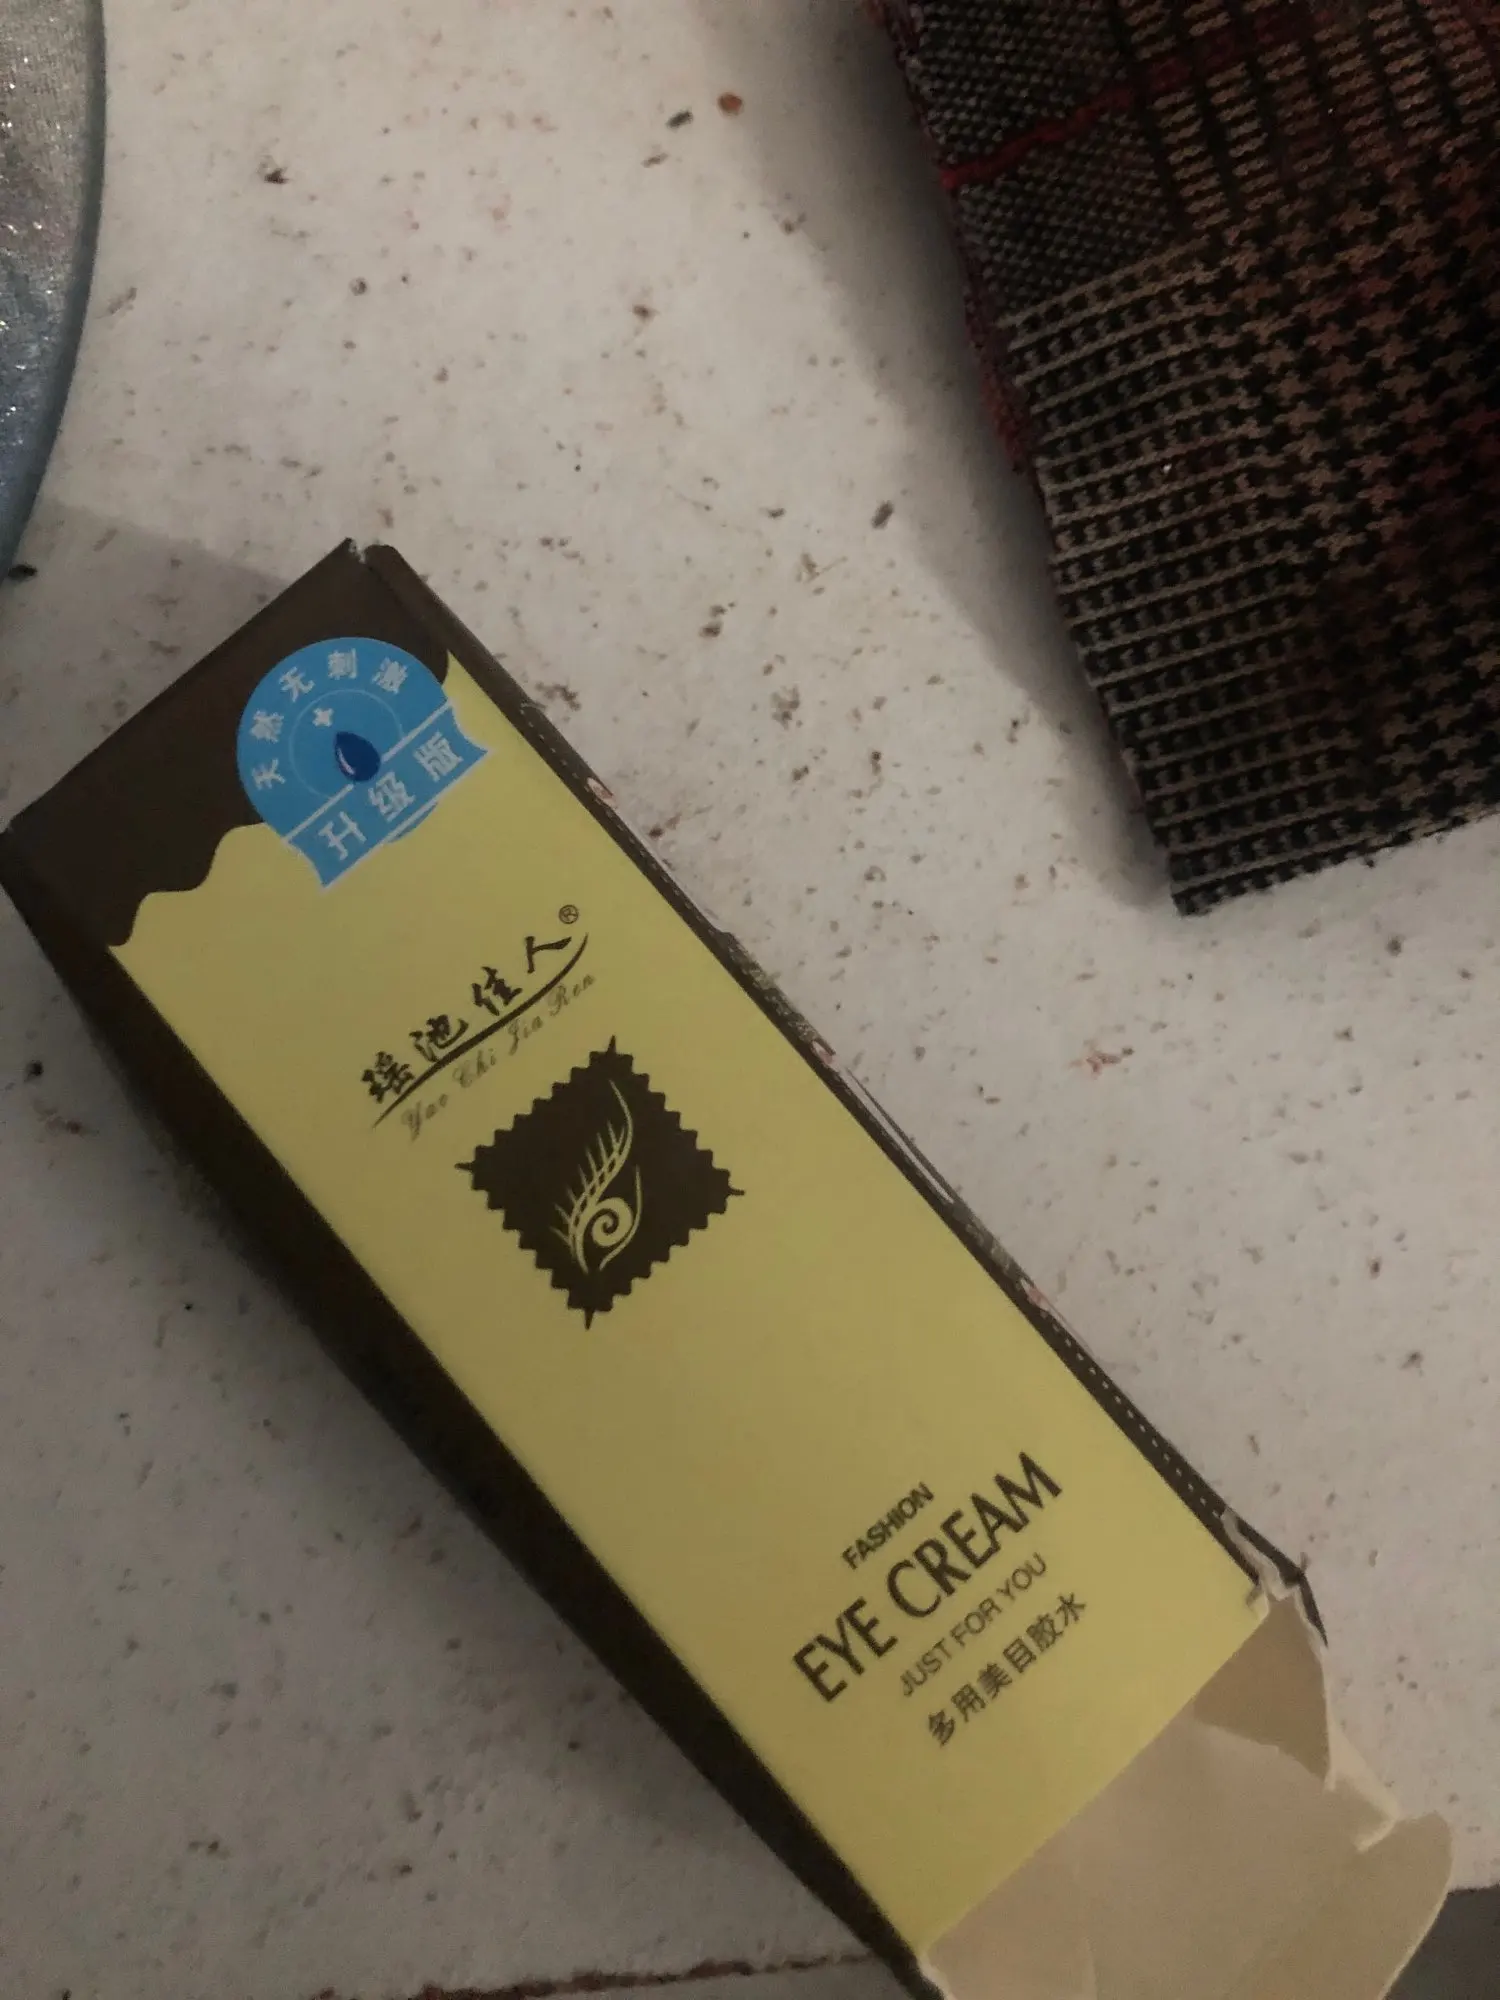 天然无刺激
升级版
瑶池佳人®
Yao Chi Jia Ren
FASHION
EYE CREAM
JUST FOR YOU
多用美目胶水